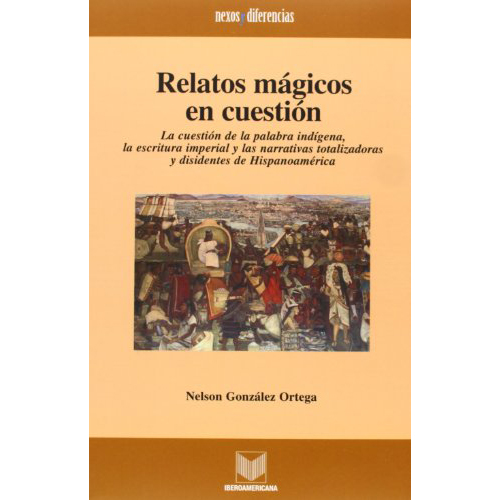 nexos y diferencias
Relatos mágicos
en cuestión
La cuestión de la palabra indígena,
la escritura imperial y las narrativas totalizadoras
y disidentes de Hispanoamérica
Nelson González Ortega
IBEROAMERICANA